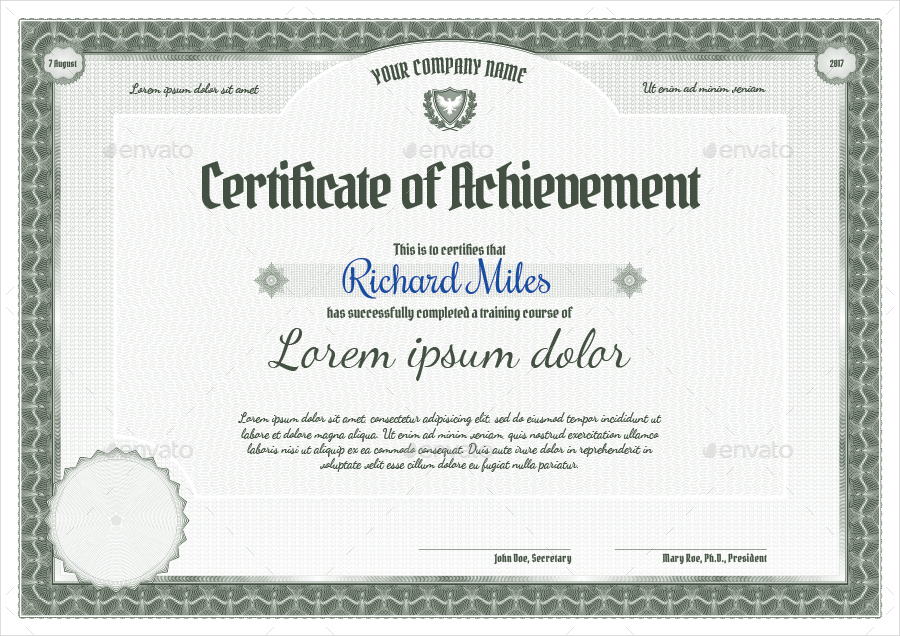 YOUR COMPANY NAME
7 August
2017
Lorem ipsum dolor sit amet
Ut enim ad minim veniam
envato
envato
envato
Certificate of Achievement
This is to certifies that
Richard Miles
has successfully completed a training course of
Lorem ipsum dolor
Lorem ipsum dolor sit amet, consectetur adipisicing elit, sed do eiusmod tempor incididunt ut
labore et dolore magna aliqua. Ut enim ad minim veniam, quis nostrud exercitation ullamco
laboris nisi ut aliquip ex ea commodo consequat. Duis aute irure dolor in reprehenderit in
voluptate velit esse cillum dolore eu fugiat nulla pariatur.
envato
envato
envato
John Doe, Secretary
Mary Roe, Ph.D., President